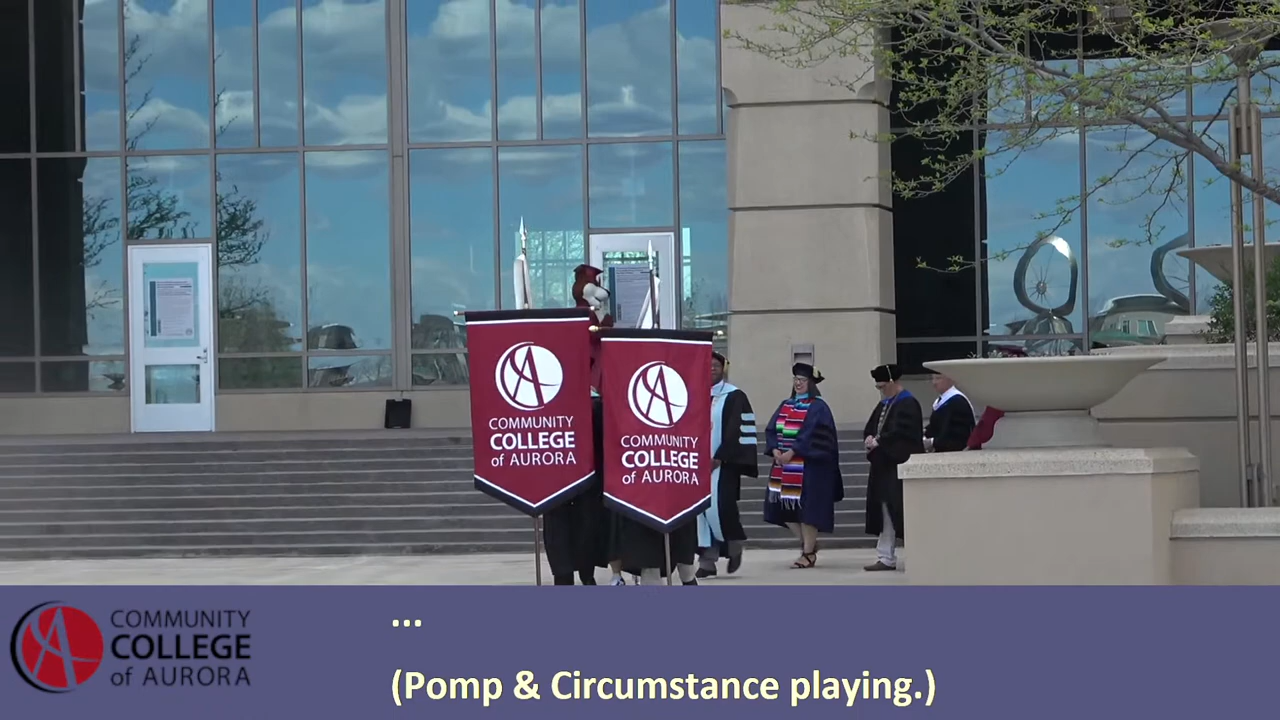 COMMUNITY
COLLEGE
of AURORA
COMMUNITY
COLLEGE
of AURORA
COMMUNITY
COLLEGE
of AURORA
...
(Pomp & Circumstance playing.)